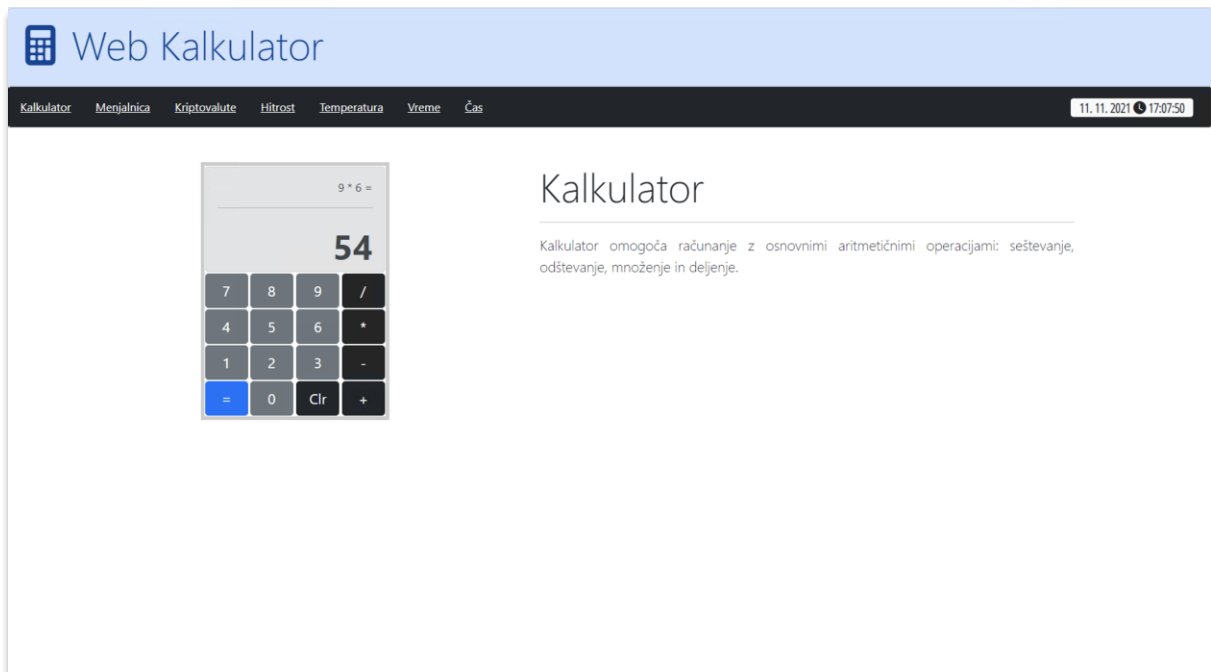 Web Kalkulator
Kalkulator Menjalnica Kriptovalute Hitrost Temperatura Vreme Čas 11. 11. 2021 17:07:50
9 * 6 =
54
7 8 9 /
4 5 6 *
1 2 3 -
= 0 Clr +
Kalkulator
Kalkulator omogoča računanje z osnovnimi aritmetičnimi operacijami: seštevanje,
odštevanje, množenje in deljenje.